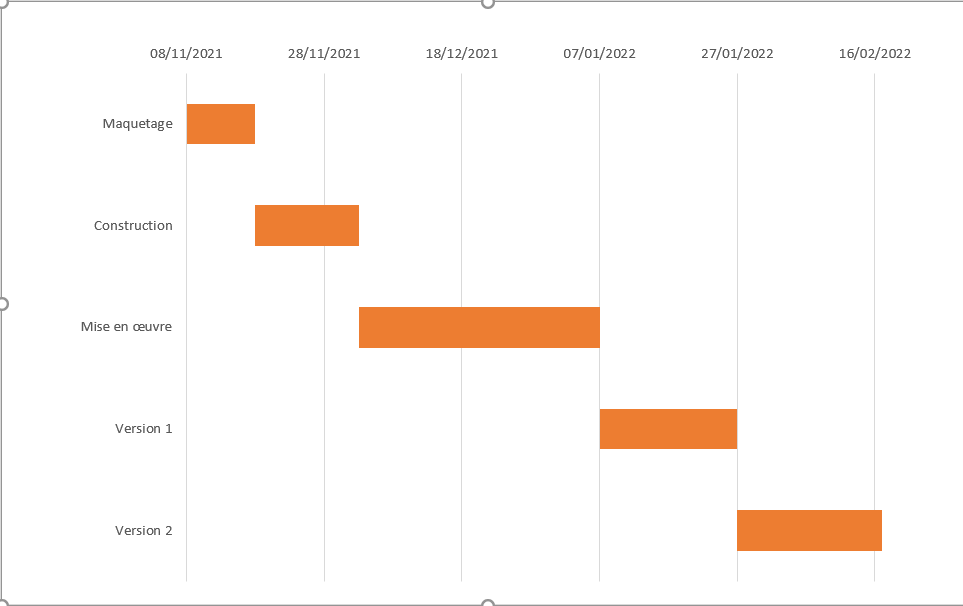 08/11/2021 28/11/2021 18/12/2021 07/01/2022 27/01/2022 16/02/2022
Maquetage
Construction
Mise en œuvre
Version 1
Version 2